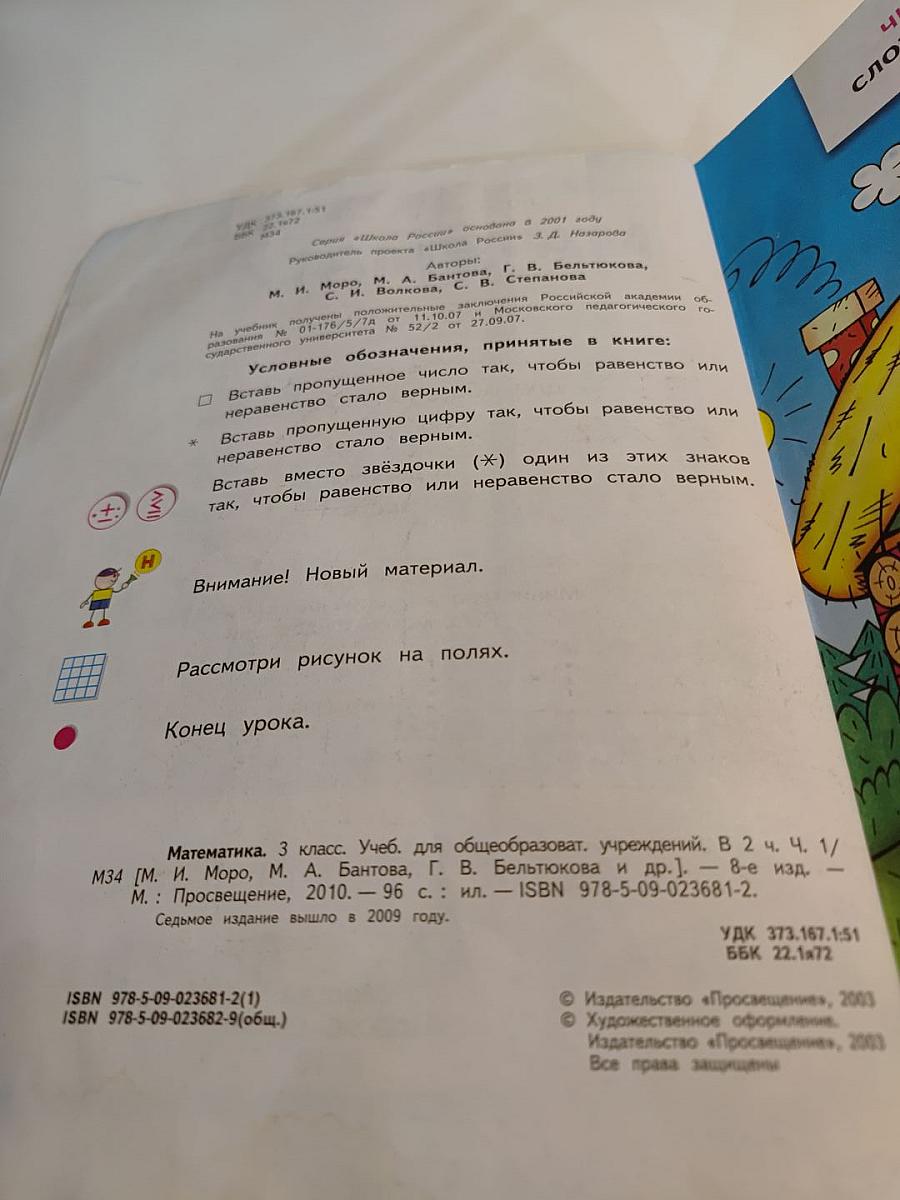 УДК 373.167.1:51
ББК 22.1я72
М34
Серия «Школа России» основана в 2001 году
Руководитель проекта «Школа России» З. Д. Назарова
Авторы:
М. И. Моро, М. А. Бантова, Г. В. Бельтюкова,
С. И. Волкова, С. В. Степанова
На учебник получены положительные заключения Российской академии об-
разования № 01-176/5/7д от 11.10.07 и Московского педагогического го-
сударственного университета № 52/2 от 27.09.07.
Условные обозначения, принятые в книге:
Вставь пропущенное число так, чтобы равенство или
неравенство стало верным.
* Вставь пропущенную цифру так, чтобы равенство или
неравенство стало верным.
Вставь вместо звёздочки (*) один из этих знаков
так, чтобы равенство или неравенство стало верным.
Н
Внимание! Новый материал.
Рассмотри рисунок на полях.
Конец урока.
Математика. 3 класс. Учеб. для общеобразоват. учреждений. В 2 ч. Ч. 1/
М34 [М. И. Моро, М. А. Бантова, Г. В. Бельтюкова и др.]. — 8-е изд. —
М. : Просвещение, 2010. — 96 с. : ил. — ISBN 978-5-09-023681-2.
Седьмое издание вышло в 2009 году.
УДК 373.167.1:51
ББК 22.1я72
ISBN 978-5-09-023681-2(1)
ISBN 978-5-09-023682-9(общ.)
© Издательство «Просвещение», 2003
© Художественное оформление.
Издательство «Просвещение», 2003
Все права защищены